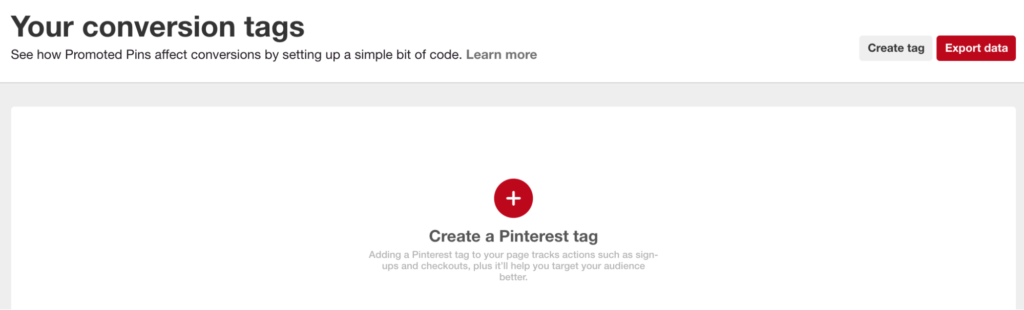 Your conversion tags
See how Promoted Pins affect conversions by setting up a simple bit of code. Learn more
Create tag
Export data
Create a Pinterest tag
Adding a Pinterest tag to your page tracks actions such as sign-
ups and checkouts, plus it'll help you target your audience
better.